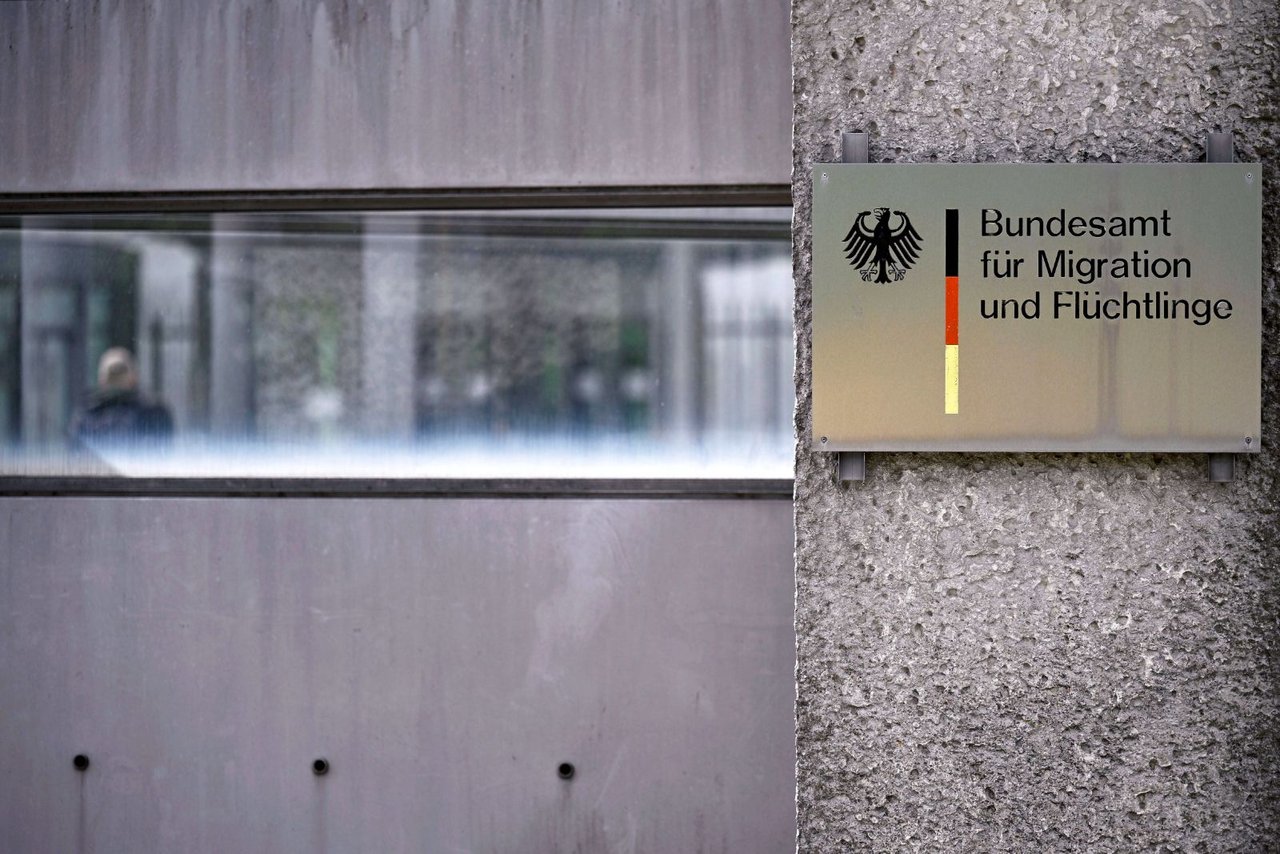 Bundesamt
für Migration
und Flüchtlinge